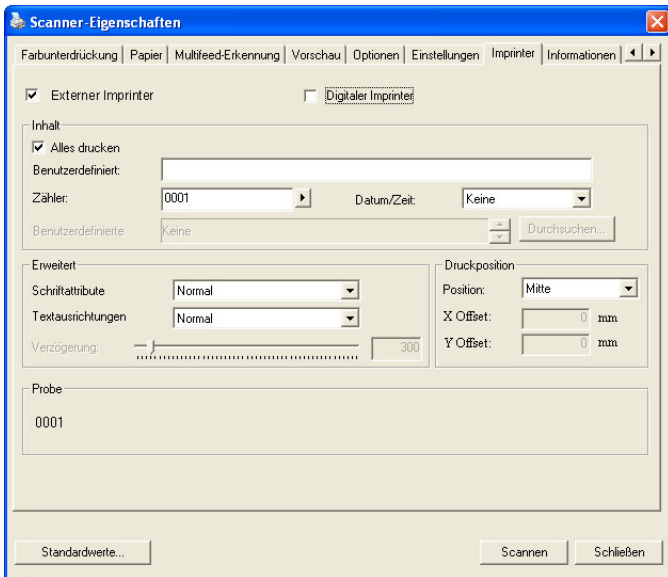 Scanner-Eigenschaften
Farbunterdrückung Papier Multifeed-Erkennung Vorschau Optionen Einstellungen Imprinter Informationen
Externer Imprinter Digitaler Imprinter
Inhalt
Alles drucken
Benutzerdefiniert:
Zähler: 0001 Datum/Zeit: Keine
Benutzerdefinierte Keine Durchsuchen...
Erweitert Druckposition
Schriftattribute Normal Position: Mitte
Textausrichtungen Normal X Offset: 0 mm
Verzögerung: 300 Y Offset: 0 mm
Probe
0001
Standardwerte... Scannen Schließen